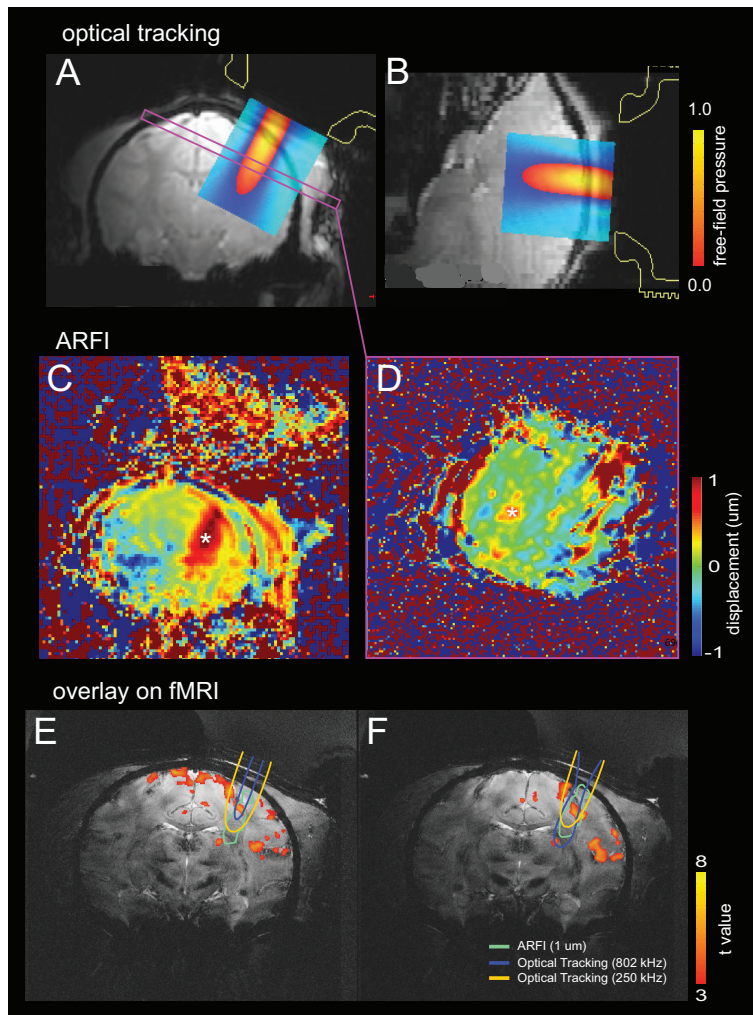 optical tracking
A
B
1.0
free-field pressure
0.0
ARFI
C
D
1
0
-1
displacement (um)
overlay on fMRI
E
F
8
t value
3
ARFI (1 um)
Optical Tracking (802 kHz)
Optical Tracking (250 kHz)